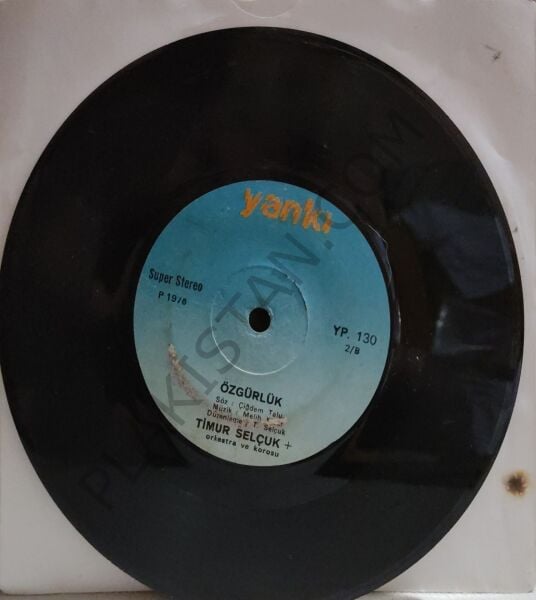 yankı
Super Stereo
P 1976
YP. 130
2/B
ÖZGÜRLÜK
Söz : Çiğdem Talu
Müzik : Melih
Düzenleme : T. Selçuk
TİMUR SELÇUK +
orkestra ve korosu
PLAKISTAN.COM